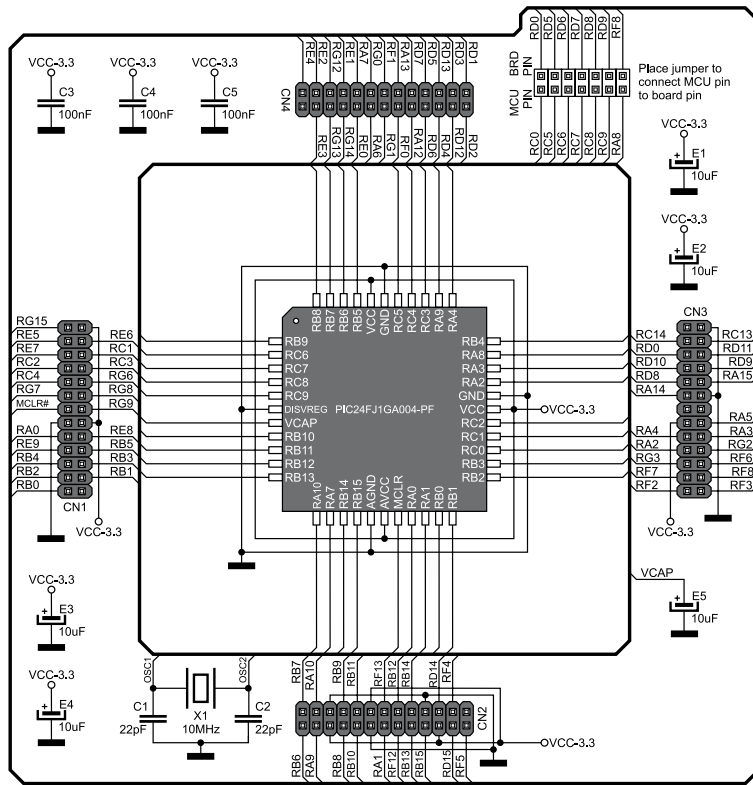 VCC-3.3
C3
100nF
VCC-3.3
C4
100nF
VCC-3.3
C5
100nF
RE4
RE2
RG12
RE1
RA7
RG0
RF1
RA13
RD7
RD5
RD13
RD3
RD1
CN4
RE3
RG13
RG14
RE0
RA6
RG1
RF0
RA12
RD6
RD4
RD12
RD2
RD0
RD5
RD6
RD7
RD8
RD9
RF8
BRD
PIN
MCU
PIN
Place jumper to
connect MCU pin
to board pin
RC0
RC5
RC6
RC7
RC8
RC9
RA8
VCC-3.3
E1
10uF
VCC-3.3
E2
10uF
RG15
RE5
RE7
RC2
RC4
RG7
MCLR#
RA0
RE9
RB4
RB2
RB0
RE6
RC1
RC3
RG6
RG8
RG9
RE8
RB5
RB3
RB1
CN1
VCC-3.3
RB8
RB7
RB6
RB5
VCC
GND
RC5
RC4
RC3
RA9
RA4
RB9
RC6
RC7
RC8
RC9
DISVREG
VCAP
RB10
RB11
RB12
RB13
PIC24FJ1GA004-PF
RB4
RA8
RA3
RA2
GND
VCC
RC2
RC1
RC0
RB3
RB2
RA10
RA7
RB14
RB15
AGND
AVCC
MCLR
RA0
RA1
RB0
RB1
VCC-3.3
CN3
RC14
RD0
RD10
RD8
RA14
RA4
RA2
RG3
RF7
RF2
RC13
RD11
RD9
RA15
RA5
RA3
RG2
RF6
RF8
RF3
VCC-3.3
VCAP
E5
10uF
VCC-3.3
E3
10uF
VCC-3.3
E4
10uF
OSC1
OSC2
C1
22pF
X1
10MHz
C2
22pF
RB7
RA10
RB9
RB11
RF13
RB12
RB14
RD14
RF4
CN2
RB6
RA9
RB8
RB10
RA1
RF12
RB13
RB15
RD15
RF5
VCC-3.3